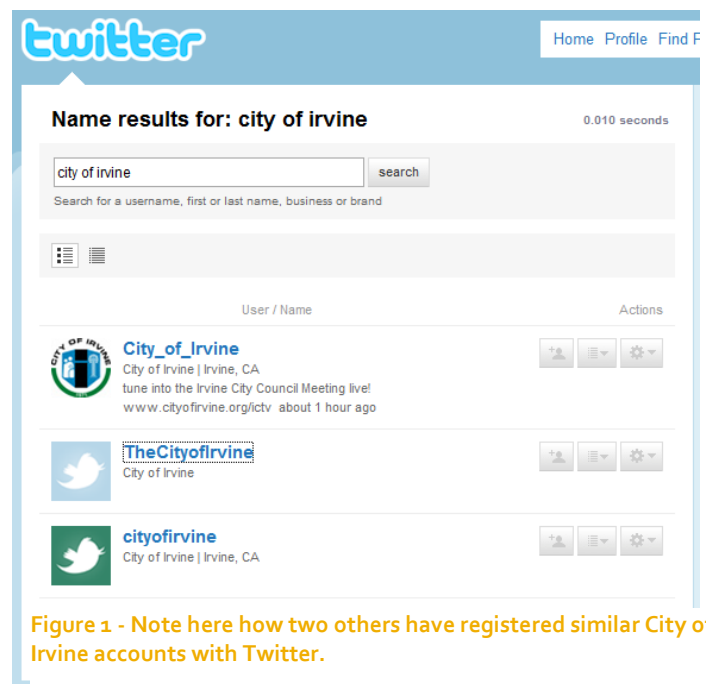 twitter
Home Profile Find
Name results for: city of irvine
0.010 seconds
city of irvine
search
Search for a username, first or last name, business or brand
User / Name
Actions
CITY OF IRVINE
1971
City_of_Irvine
City of Irvine | Irvine, CA
tune into the Irvine City Council Meeting live!
www.cityofirvine.org/ictv about 1 hour ago
TheCityofIrvine
City of Irvine
cityofirvine
City of Irvine | Irvine, CA
Figure 1 - Note here how two others have registered similar City
Irvine accounts with Twitter.